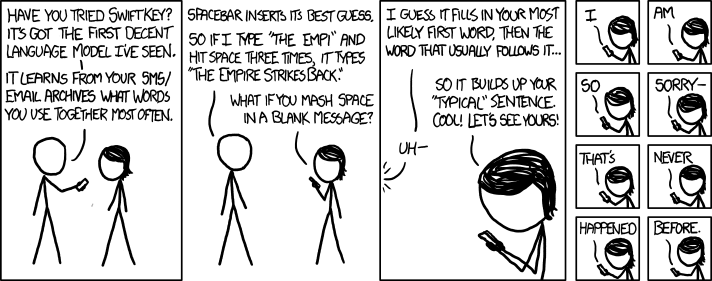 HAVE YOU TRIED SWIFTKEY?
IT'S GOT THE FIRST DECENT
LANGUAGE MODEL I'VE SEEN.
IT LEARNS FROM YOUR SMS/
EMAIL ARCHIVES WHAT WORDS
YOU USE TOGETHER MOST OFTEN.
SPACEBAR INSERTS ITS BEST GUESS.
SO IF I TYPE "THE EMPI" AND
HIT SPACE THREE TIMES, IT TYPES
"THE EMPIRE STRIKES BACK."
WHAT IF YOU MASH SPACE
IN A BLANK MESSAGE?
I GUESS IT FILLS IN YOUR MOST
LIKELY FIRST WORD, THEN THE
WORD THAT USUALLY FOLLOWS IT...
SO IT BUILDS UP YOUR
"TYPICAL" SENTENCE.
COOL! LET'S SEE YOURS!
UH—
I
AM
SO
SORRY—
THAT'S
NEVER
HAPPENED
BEFORE.